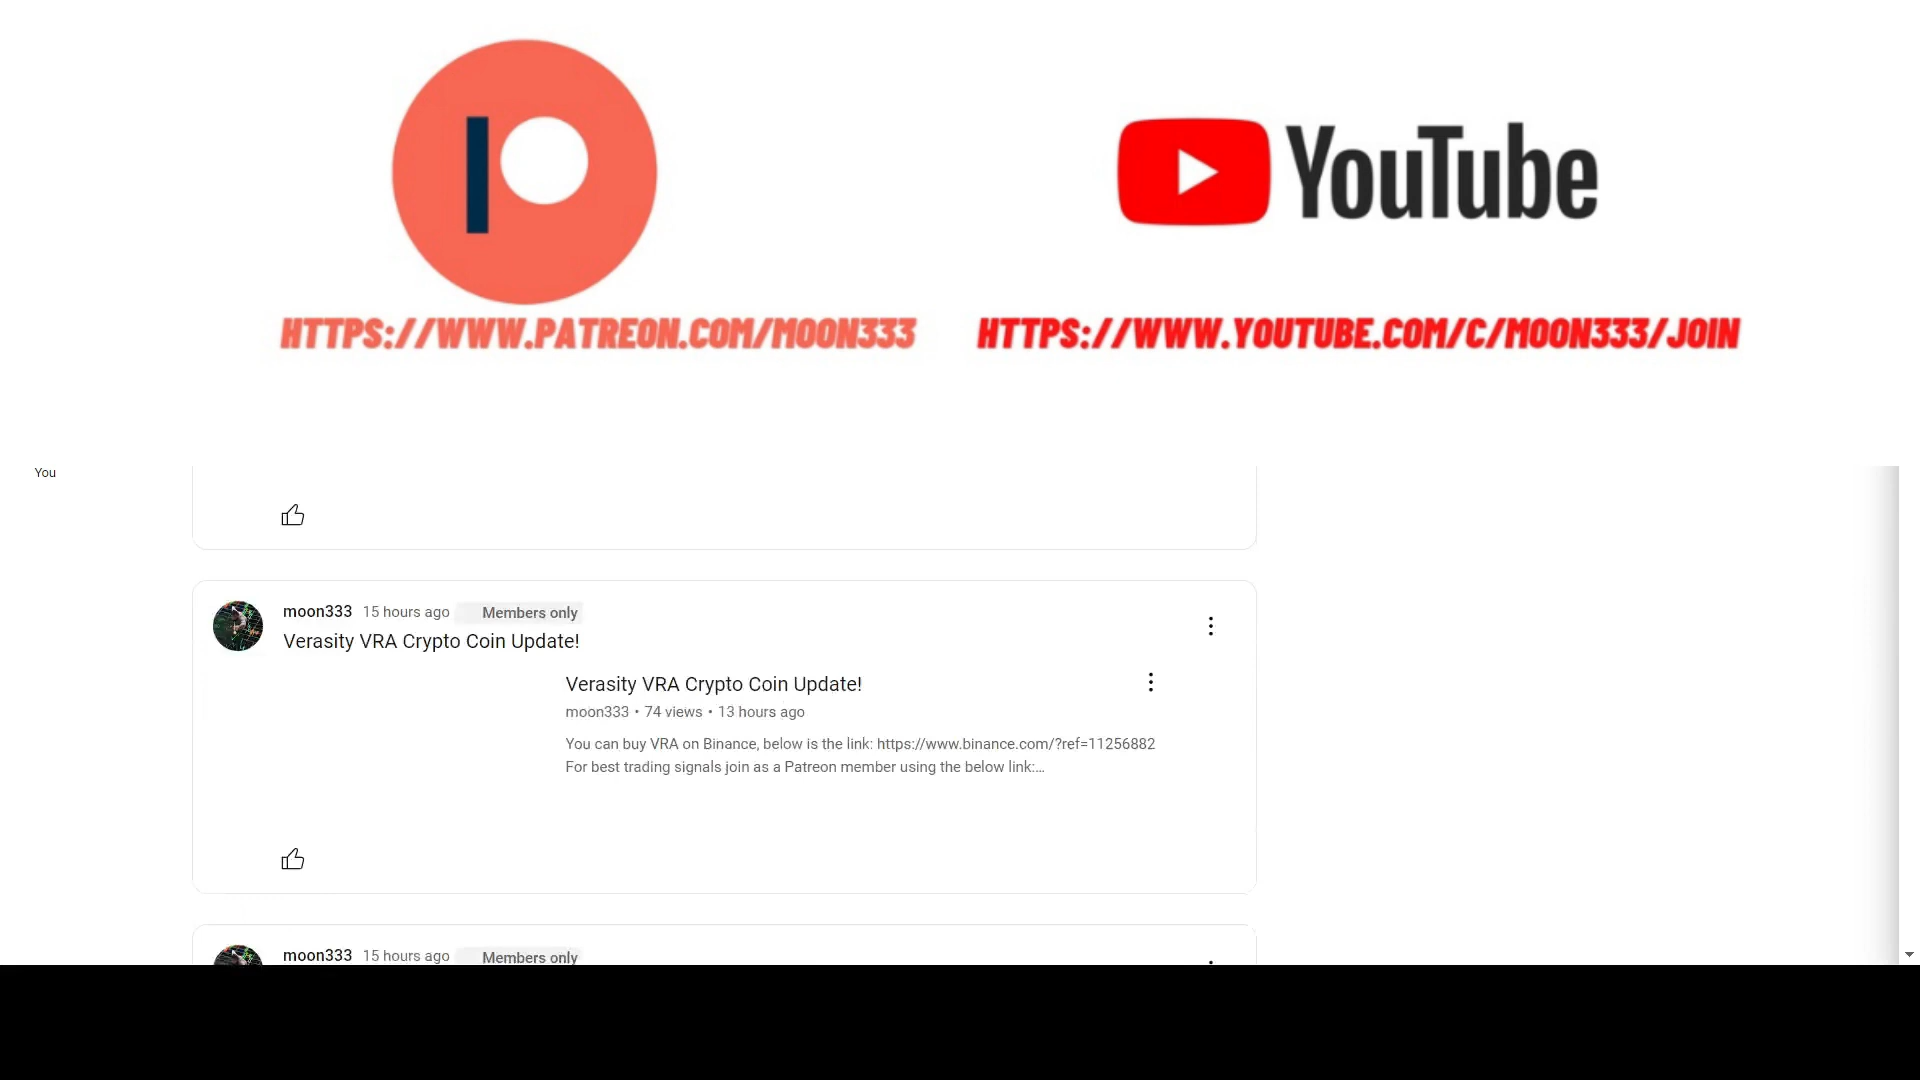 YouTube
HTTPS://WWW.PATREON.COM/MOON333
HTTPS://WWW.YOUTUBE.COM/C/MOON333/JOIN
You
moon333 15 hours ago Members only
Verasity VRA Crypto Coin Update!
Verasity VRA Crypto Coin Update!
moon333 • 74 views • 13 hours ago
You can buy VRA on Binance, below is the link: https://www.binance.com/?ref=11256882
For best trading signals join as a Patreon member using the below link:...
moon333 15 hours ago Members only